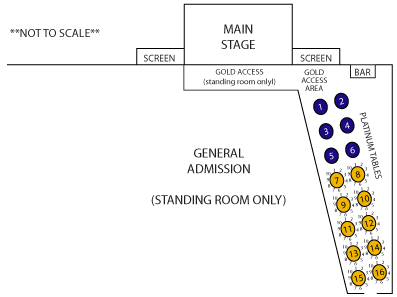 **NOT TO SCALE**
MAIN
STAGE
SCREEN
SCREEN
GOLD ACCESS
(standing room onlyl)
GOLD
ACCESS
AREA
BAR
PLATINUM TABLES
1
2
3
4
5
6
GENERAL
ADMISSION
(STANDING ROOM ONLY)
7
8
9
10
11
12
13
14
15
16